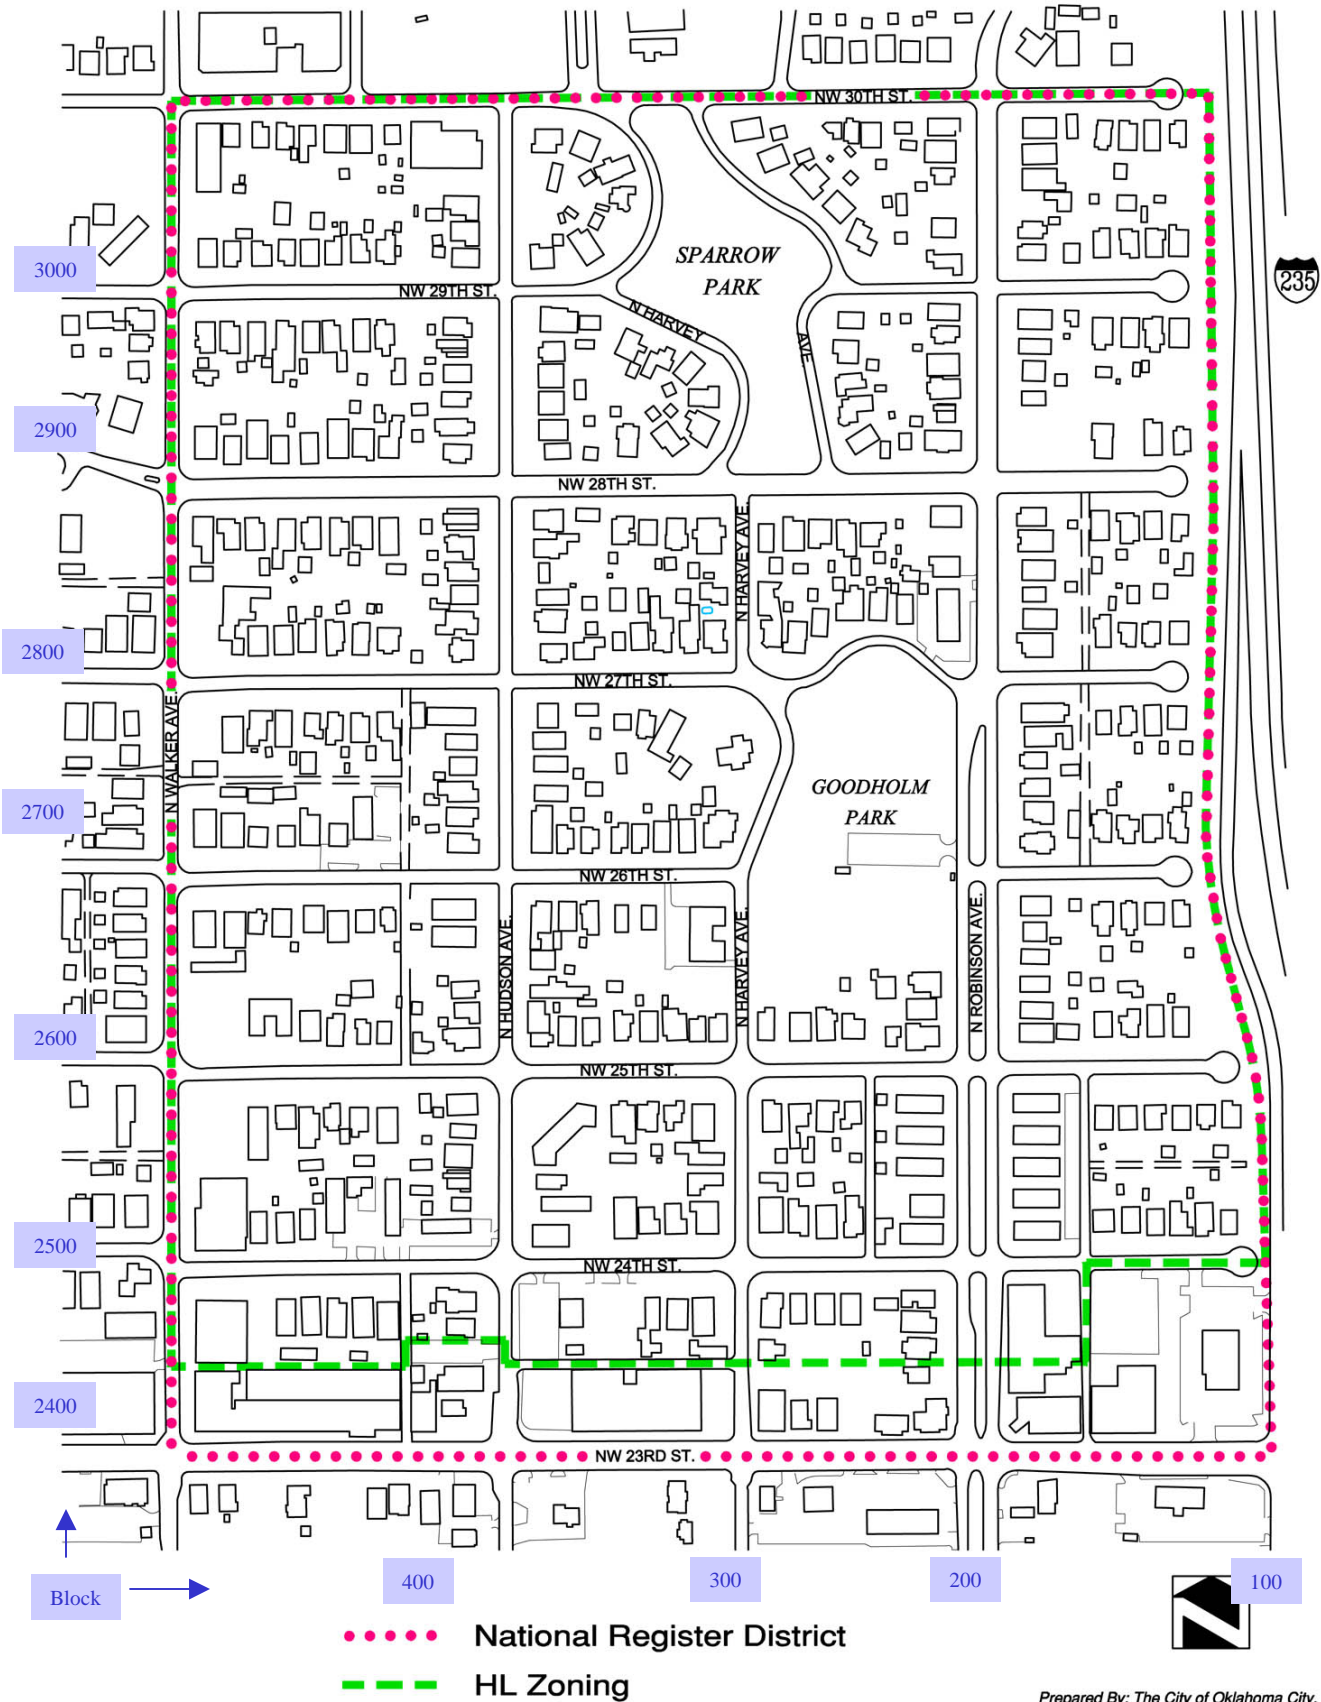 NW 30TH ST.
SPARROW
PARK
3000
235
NW 29TH ST.
N HARVEY
AVE.
2900
NW 28TH ST.
N HARVEY AVE.
2800
NW 27TH ST.
N WALKER AVE.
GOODHOLM
PARK
2700
NW 26TH ST.
N HUDSON AVE.
N HARVEY AVE.
N ROBINSON AVE.
2600
NW 25TH ST.
2500
NW 24TH ST.
2400
NW 23RD ST.
400
300
200
100
Block
N
National Register District
HL Zoning
Prepared By: The City of Oklahoma City.